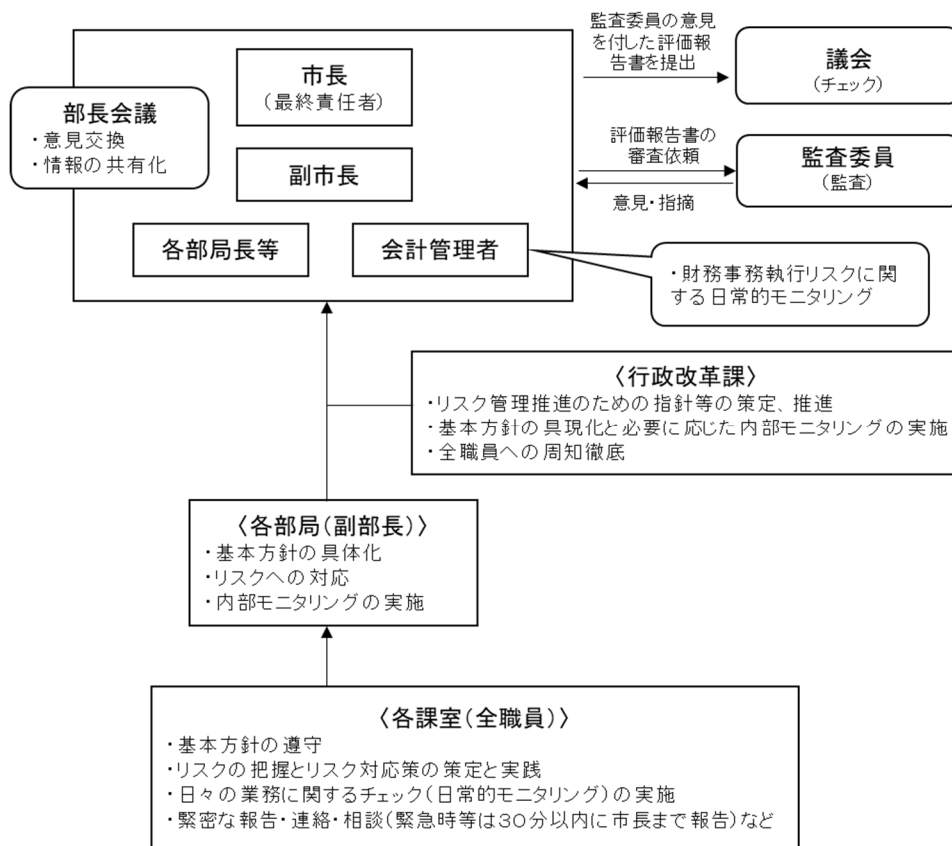 監査委員の意見
を付した評価報
告書を提出
議会
(チェック)
市長
(最終責任者)
部長会議
・意見交換
・情報の共有化
副市長
評価報告書の
審査依頼
監査委員
(監査)
意見・指摘
各部局長等
会計管理者
・財務事務執行リスクに関
する日常的モニタリング
〈行政改革課〉
・リスク管理推進のための指針等の策定、推進
・基本方針の具現化と必要に応じた内部モニタリングの実施
・全職員への周知徹底
〈各部局(副部長)〉
・基本方針の具体化
・リスクへの対応
・内部モニタリングの実施
〈各課室(全職員)〉
・基本方針の遵守
・リスクの把握とリスク対応策の策定と実践
・日々の業務に関するチェック(日常的モニタリング)の実施
・緊密な報告・連絡・相談(緊急時等は30分以内に市長まで報告)など